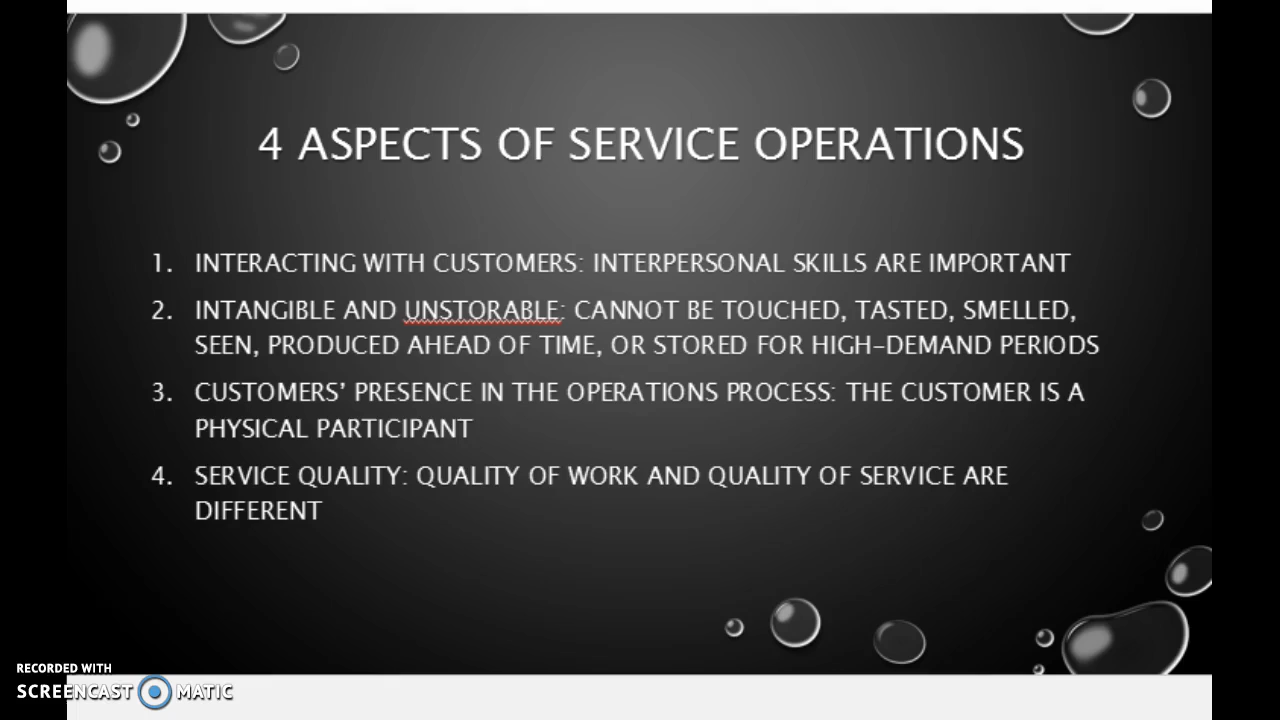 4 ASPECTS OF SERVICE OPERATIONS
1. INTERACTING WITH CUSTOMERS: INTERPERSONAL SKILLS ARE IMPORTANT
2. INTANGIBLE AND UNSTORABLE: CANNOT BE TOUCHED, TASTED, SMELLED,
SEEN, PRODUCED AHEAD OF TIME, OR STORED FOR HIGH-DEMAND PERIODS
3. CUSTOMERS’ PRESENCE IN THE OPERATIONS PROCESS: THE CUSTOMER IS A
PHYSICAL PARTICIPANT
4. SERVICE QUALITY: QUALITY OF WORK AND QUALITY OF SERVICE ARE
DIFFERENT
RECORDED WITH
SCREENCAST MATIC